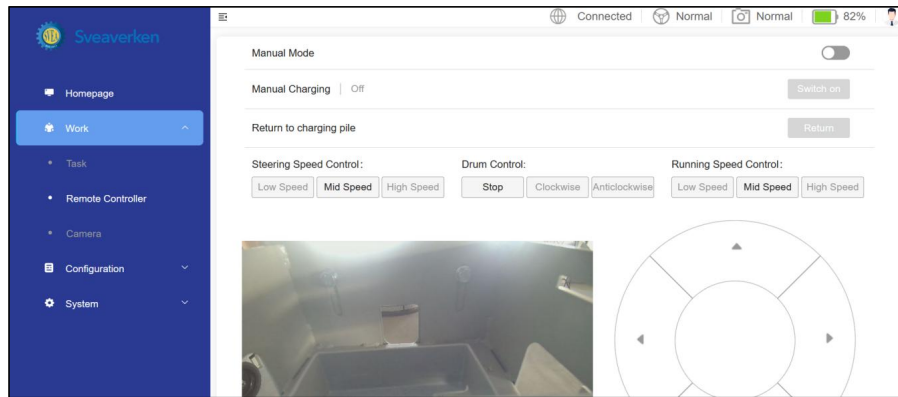 Connected Normal Normal 82%
SVEA Sveaverken
Homepage
Work
Task
Remote Controller
Camera
Configuration
System
Manual Mode
Manual Charging | Off Switch on
Return to charging pile Return
Steering Speed Control: Drum Control: Running Speed Control:
Low Speed Mid Speed High Speed Stop Clockwise Anticlockwise Low Speed Mid Speed High Speed